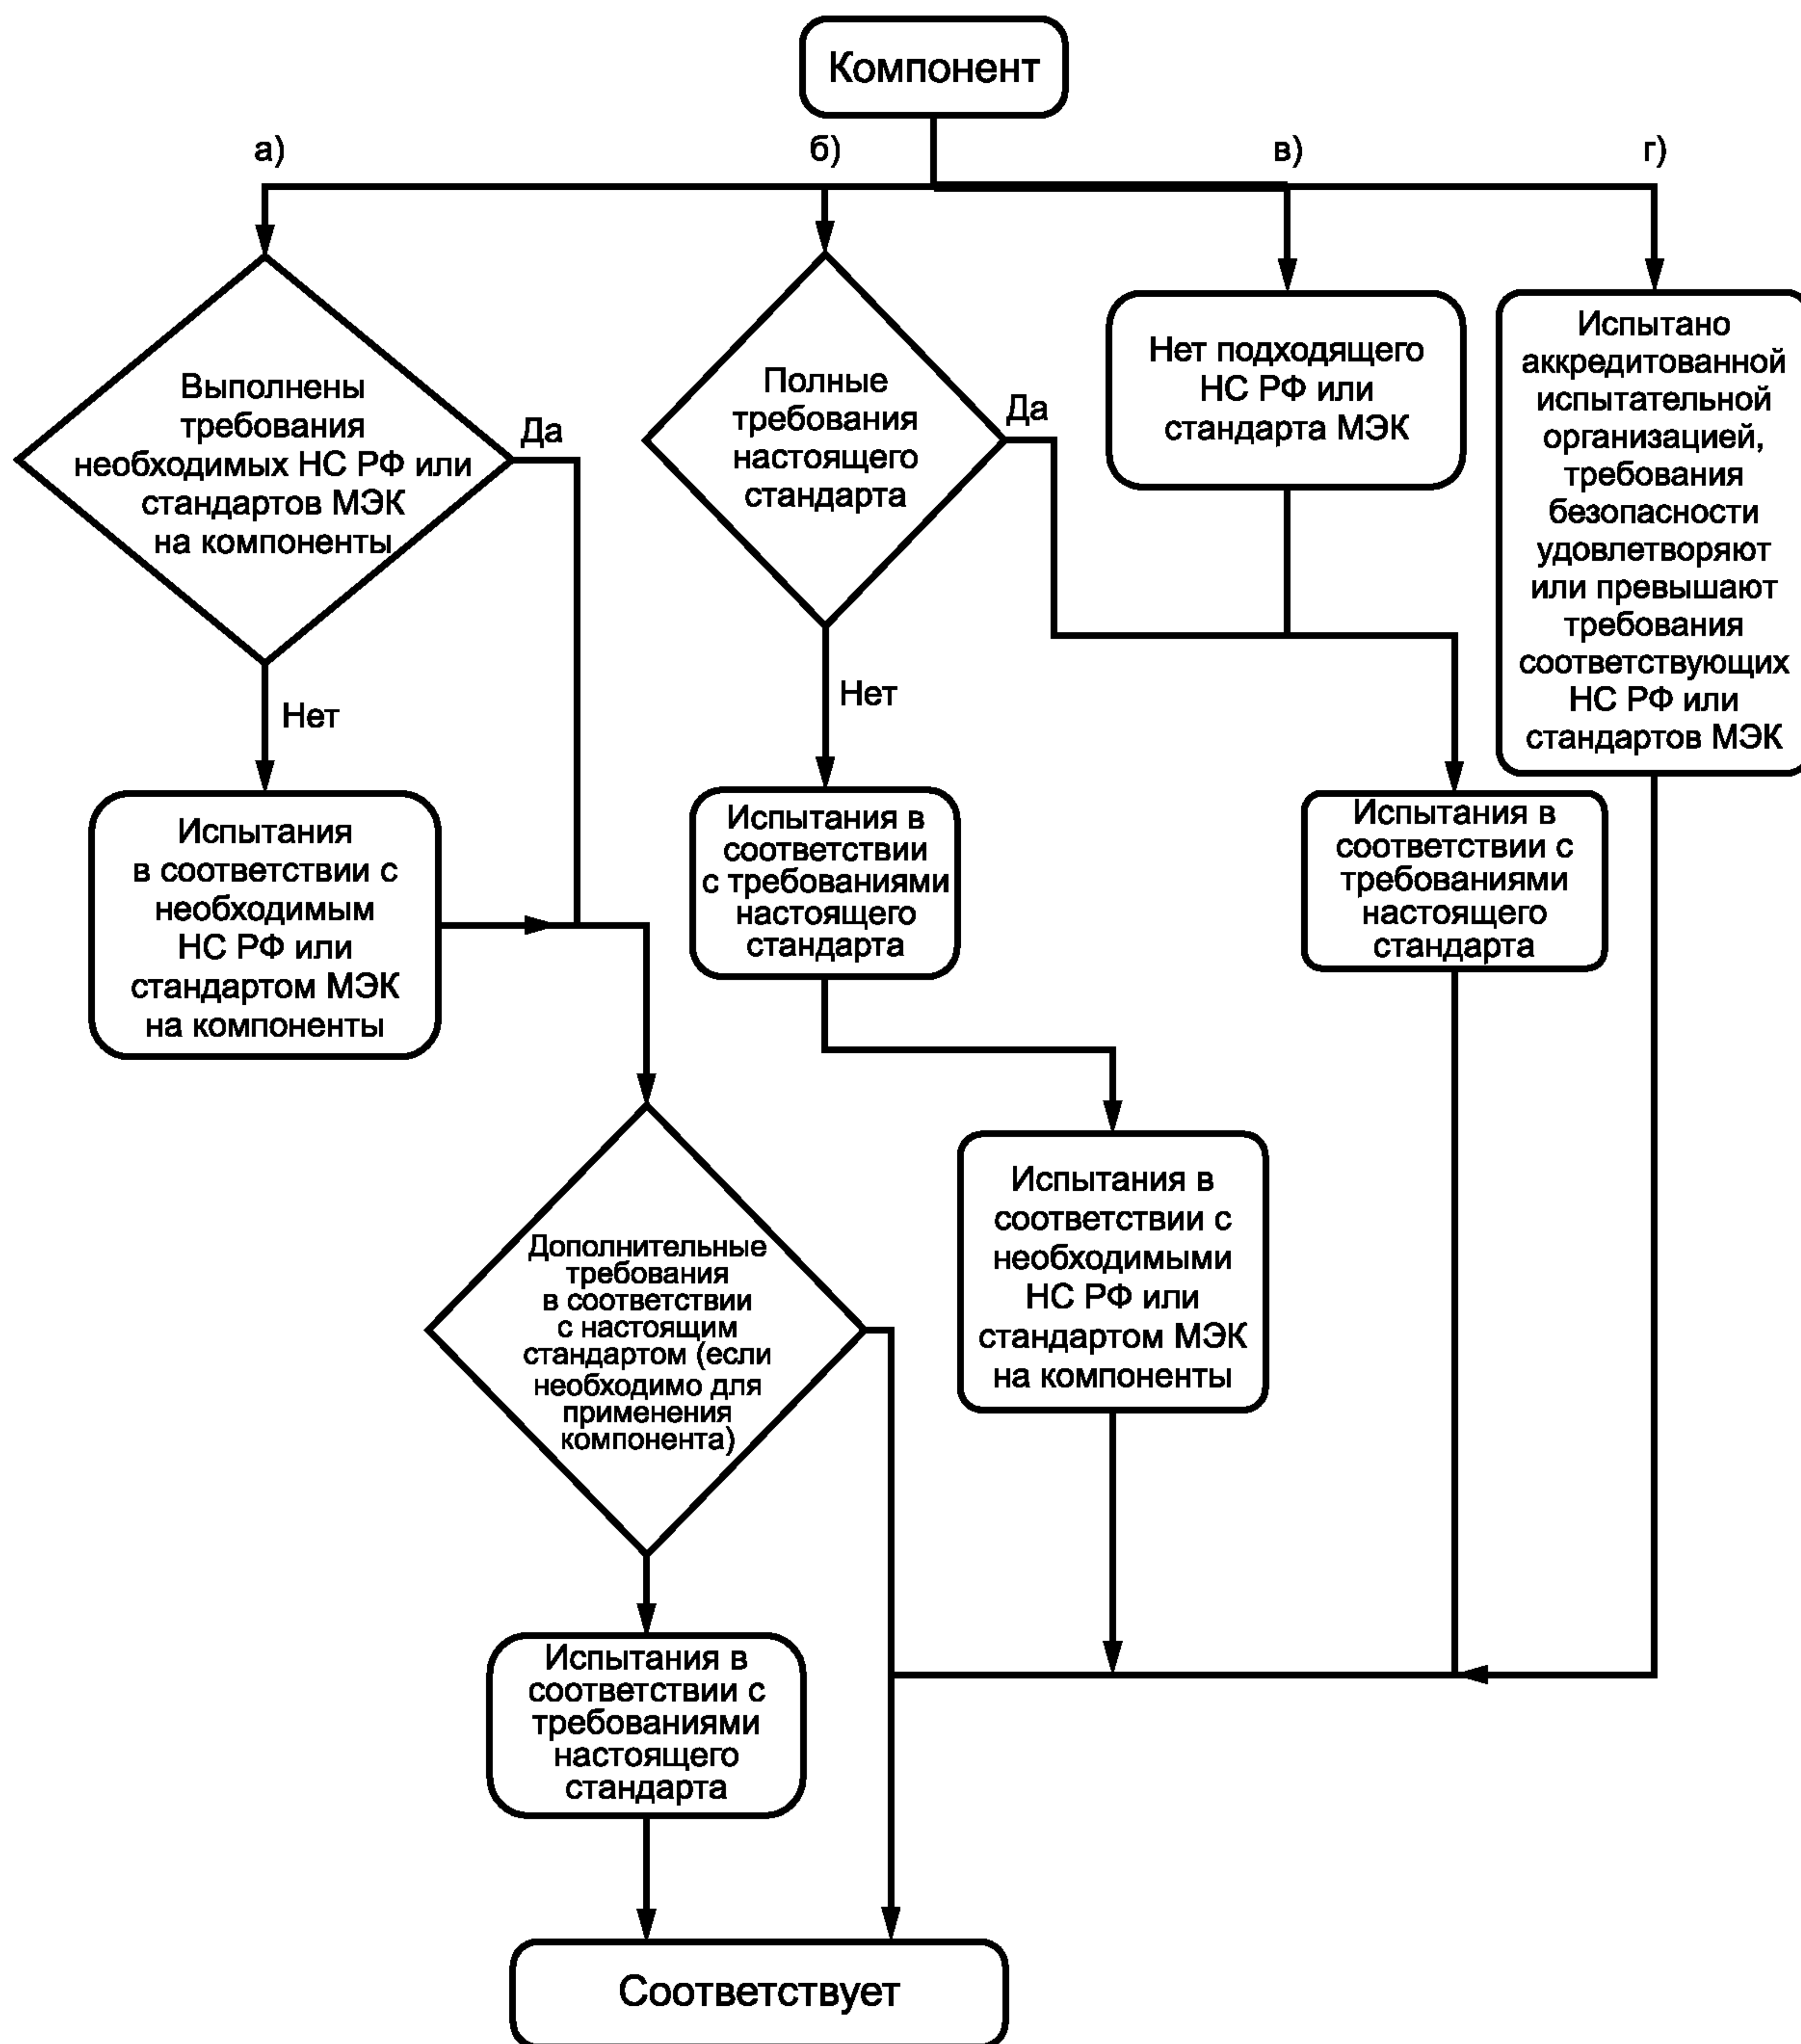 Компонент
а)
б)
в)
г)
Выполнены
требования
необходимых НС РФ или
стандартов МЭК
на компоненты
Да
Нет
Полные
требования
настоящего
стандарта
Да
Нет
Нет подходящего
НС РФ или
стандарта МЭК
Испытано
аккредитованной
испытательной
организацией,
требования
безопасности
удовлетворяют
или превышают
требования
соответствующих
НС РФ или
стандартов МЭК
Испытания
в соответствии с
необходимым
НС РФ или
стандартом МЭК
на компоненты
Испытания в
соответствии
с требованиями
настоящего
стандарта
Испытания в
соответствии с
требованиями
настоящего
стандарта
Дополнительные
требования
в соответствии
с настоящим
стандартом (если
необходимо для
применения
компонента)
Испытания в
соответствии с
необходимыми
НС РФ или
стандартом МЭК
на компоненты
Испытания в
соответствии с
требованиями
настоящего
стандарта
Соответствует